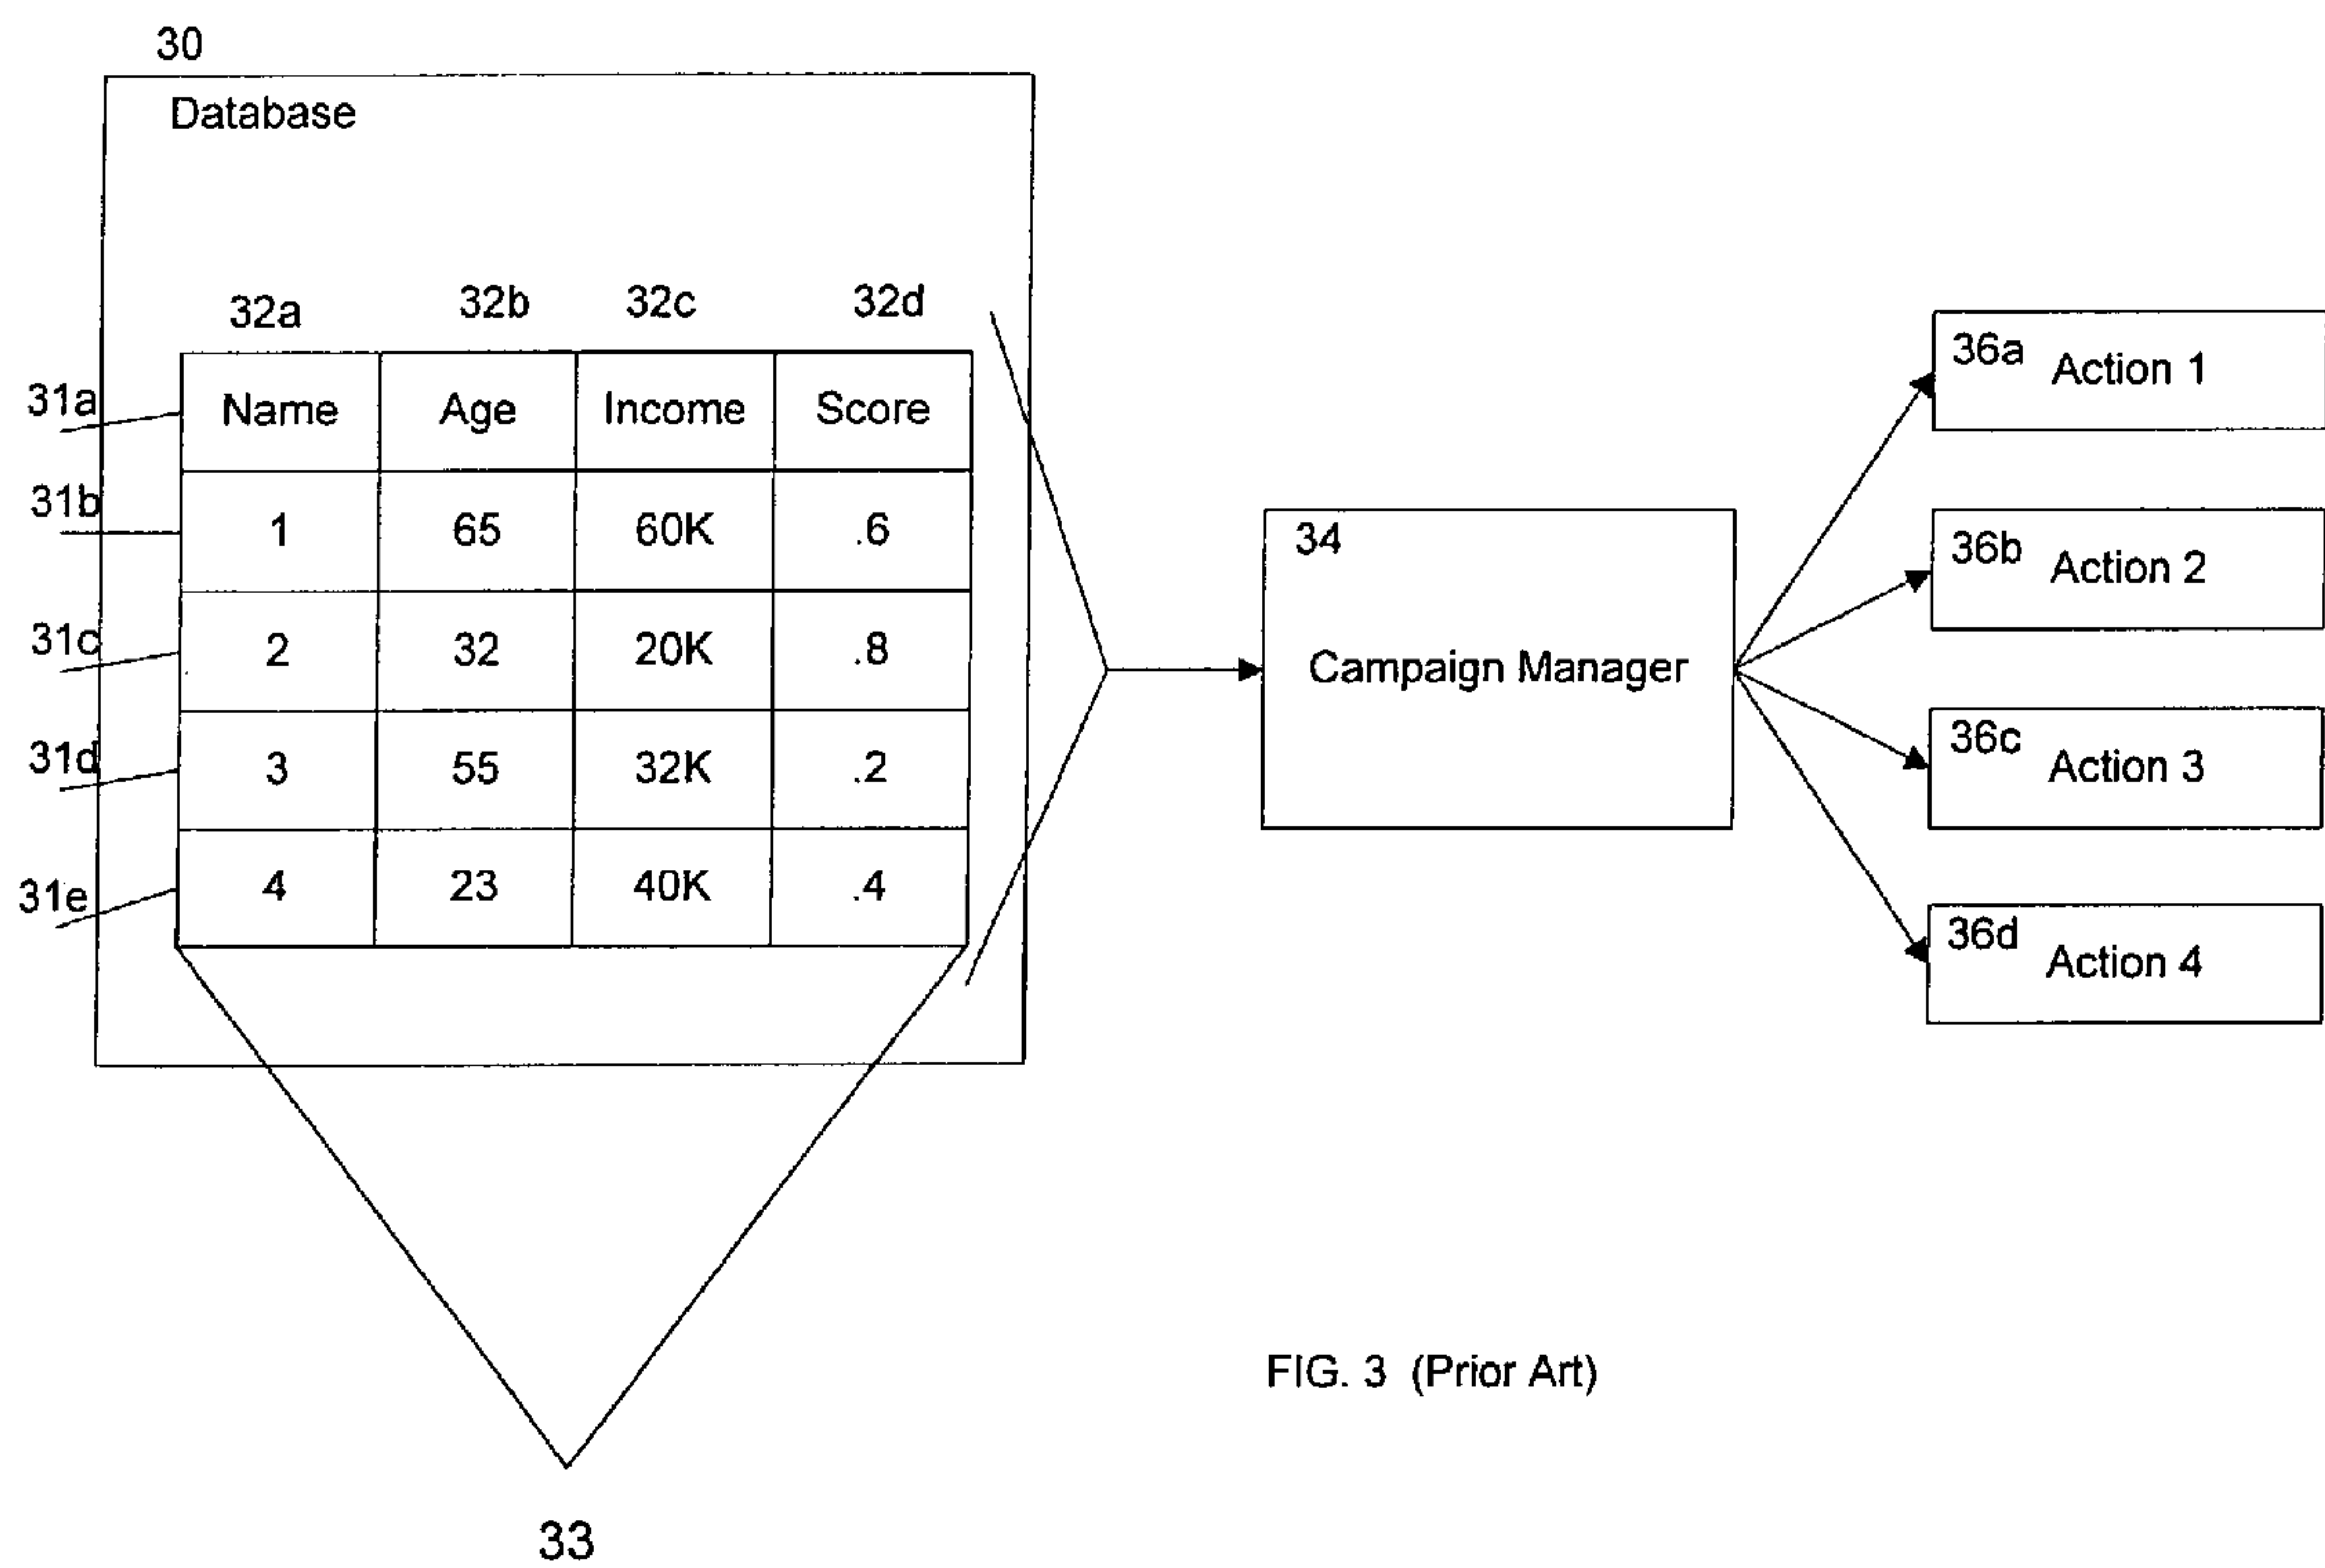 30
Database
32a 32b 32c 32d
31a Name Age Income Score
31b 1 65 60K .6
31c 2 32 20K .8
31d 3 55 32K .2
31e 4 23 40K .4
33
34
Campaign Manager
36a Action 1
36b Action 2
36c Action 3
36d Action 4
FIG. 3 (Prior Art)